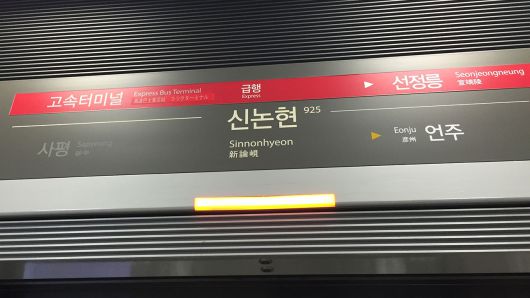 고속터미널 Express Bus Terminal
급행
Express
선정릉 Seonjeongneung
宣靖陵
신논현 925
Sinnonhyeon
新論峴
사평 Sapyeong
Eonju 언주
彦州